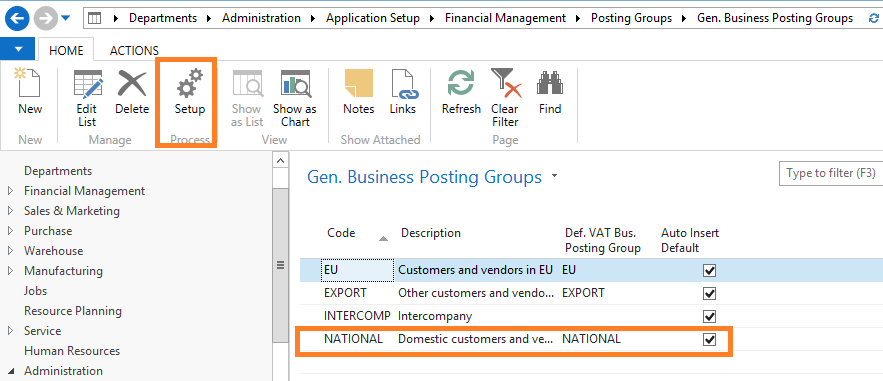 Departments Administration Application Setup Financial Management Posting Groups Gen. Business Posting Groups
HOME ACTIONS
New Edit List Delete Setup Show as List Show as Chart Notes Links Refresh Clear Filter Find
New Manage Process View Show Attached Page
Departments
Financial Management
Sales & Marketing
Purchase
Warehouse
Manufacturing
Jobs
Resource Planning
Service
Human Resources
Administration
Gen. Business Posting Groups
Type to filter (F3)
Code Description Def. VAT Bus. Posting Group Auto Insert Default
EU Customers and vendors in EU EU
EXPORT Other customers and vendo... EXPORT
INTERCOMP Intercompany
NATIONAL Domestic customers and ve... NATIONAL